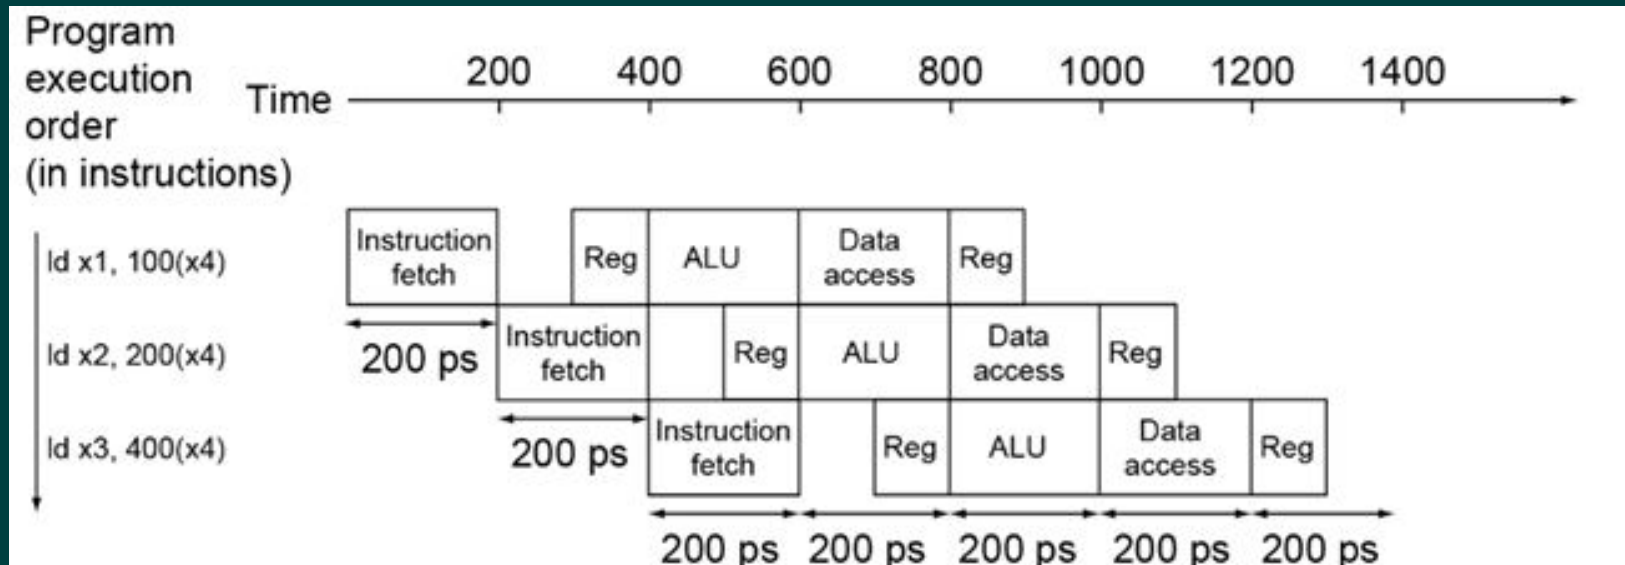 Program
execution
order
(in instructions)
Time
200 400 600 800 1000 1200 1400
ld x1, 100(x4)
Instruction
fetch
Reg
ALU
Data
access
Reg
200 ps
ld x2, 200(x4)
Instruction
fetch
Reg
ALU
Data
access
Reg
200 ps
ld x3, 400(x4)
Instruction
fetch
Reg
ALU
Data
access
Reg
200 ps 200 ps 200 ps 200 ps 200 ps